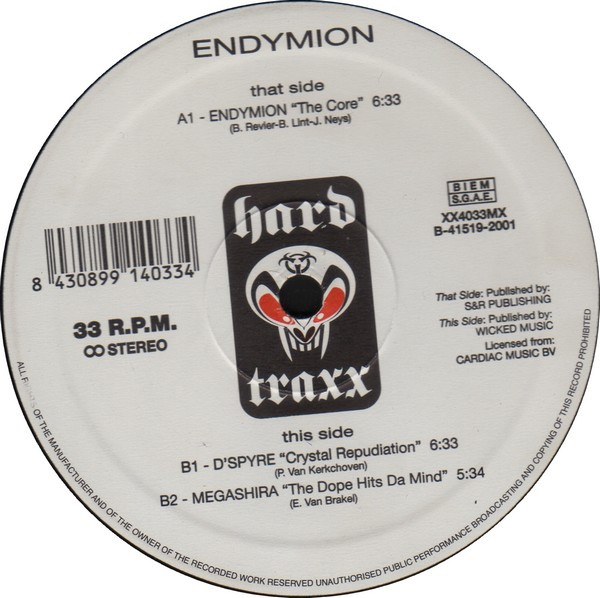 ENDYMION
that side
A1 - ENDYMION "The Core" 6:33
(B. Revier-B. Lint-J. Neys)
hard
traxx
8 430899 140334
33 R.P.M.
STEREO
BIEM
S.G.A.E.
XX4033MX
B-41519-2001
That Side: Published by:
S&R PUBLISHING
This Side: Published by:
WICKED MUSIC
Licensed from:
CARDIAC MUSIC BV
this side
B1 - D'SPYRE "Crystal Repudiation" 6:33
(P. Van Kerkchoven)
B2 - MEGASHIRA "The Dope Hits Da Mind" 5:34
(E. Van Brakel)
ALL RIGHTS OF THE MANUFACTURER AND OF THE OWNER OF THE RECORDED WORK RESERVED UNAUTHORISED PUBLIC PERFORMANCE BROADCASTING AND COPYING OF THIS RECORD PROHIBITED